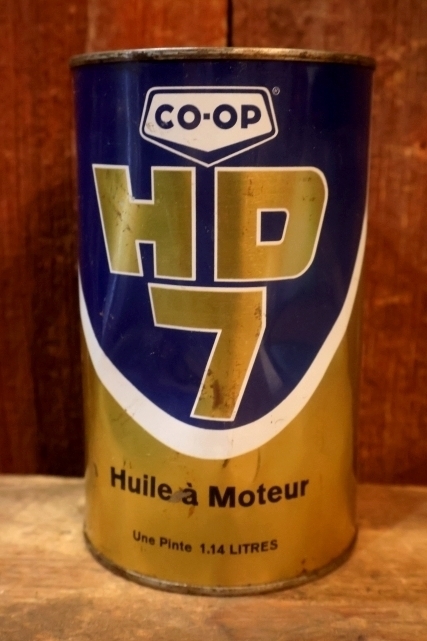 CO-OP®
HD
7
Huile à Moteur
Une Pinte 1.14 LITRES